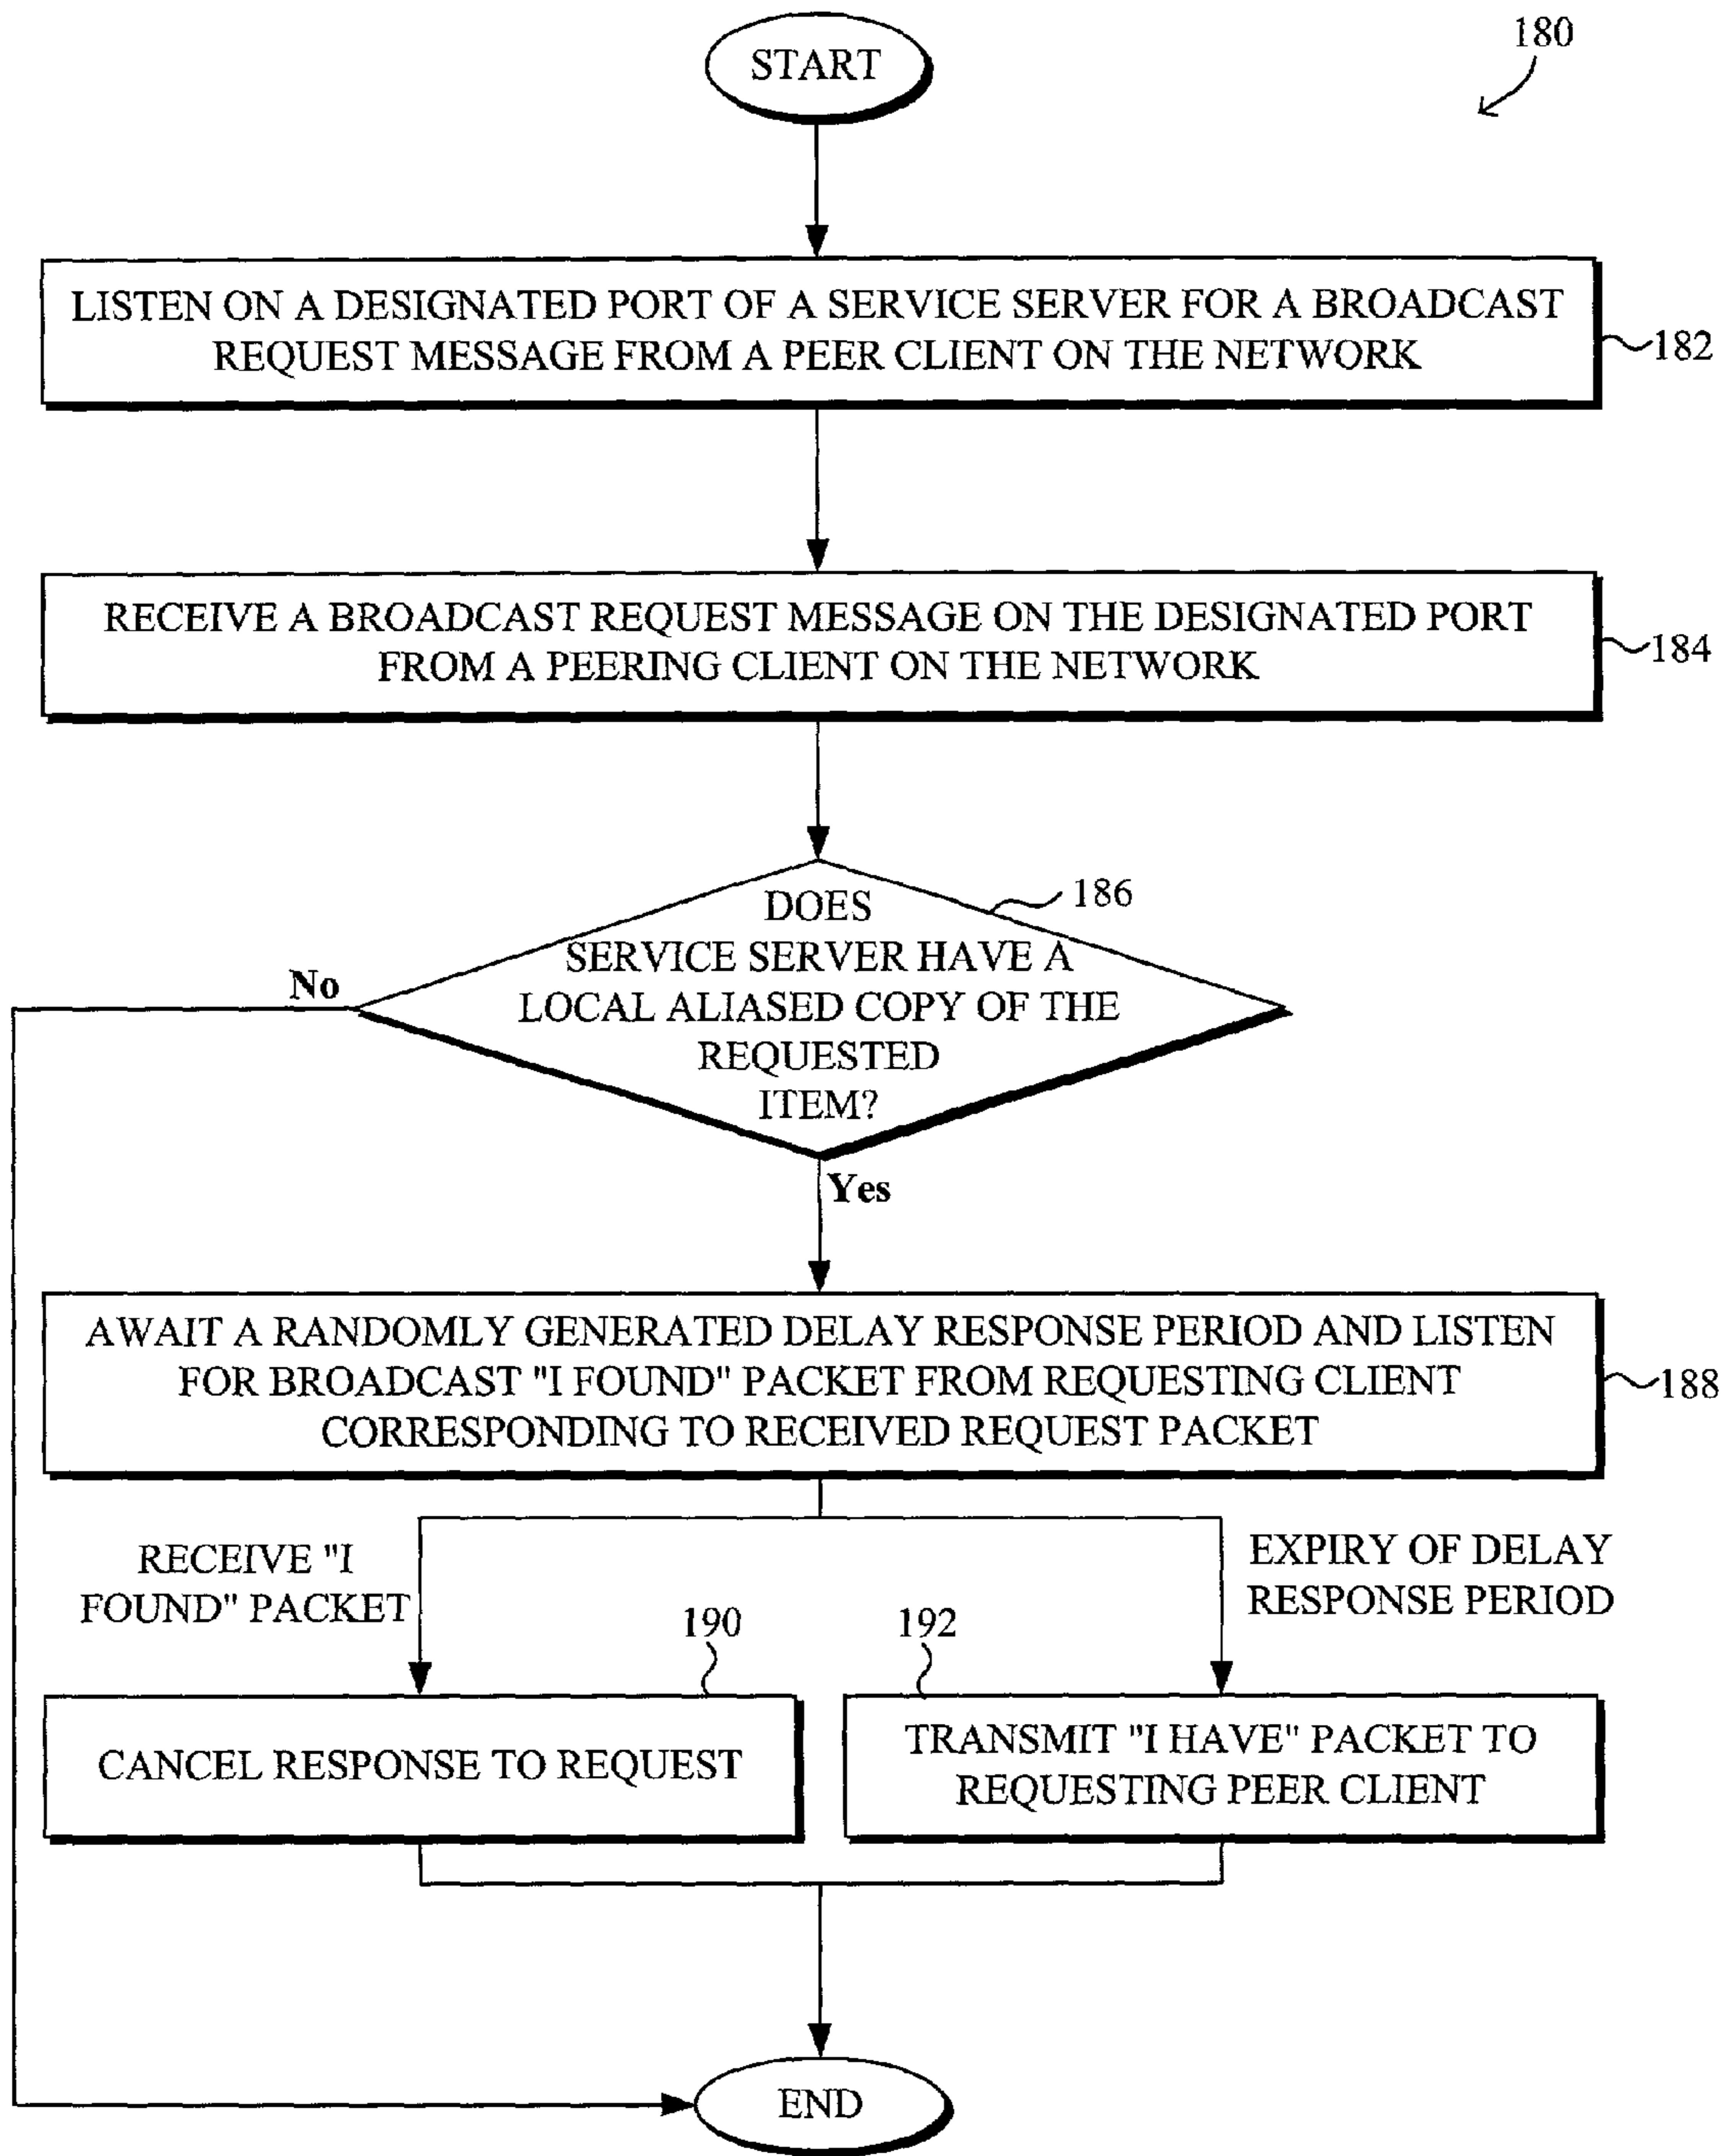 START
180
LISTEN ON A DESIGNATED PORT OF A SERVICE SERVER FOR A BROADCAST
REQUEST MESSAGE FROM A PEER CLIENT ON THE NETWORK
182
RECEIVE A BROADCAST REQUEST MESSAGE ON THE DESIGNATED PORT
FROM A PEERING CLIENT ON THE NETWORK
184
186
DOES
SERVICE SERVER HAVE A
LOCAL ALIASED COPY OF THE
REQUESTED
ITEM?
No
Yes
AWAIT A RANDOMLY GENERATED DELAY RESPONSE PERIOD AND LISTEN
FOR BROADCAST "I FOUND" PACKET FROM REQUESTING CLIENT
CORRESPONDING TO RECEIVED REQUEST PACKET
188
RECEIVE "I
FOUND" PACKET
EXPIRY OF DELAY
RESPONSE PERIOD
190
192
CANCEL RESPONSE TO REQUEST
TRANSMIT "I HAVE" PACKET TO
REQUESTING PEER CLIENT
END